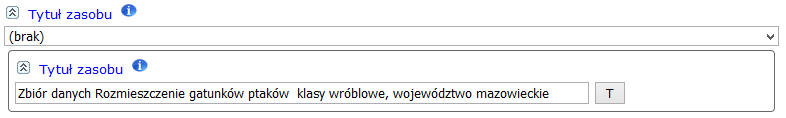 Tytuł zasobu
(brak)
Tytuł zasobu
Zbiór danych Rozmieszczenie gatunków ptaków  klasy wróblowe, województwo mazowieckie T